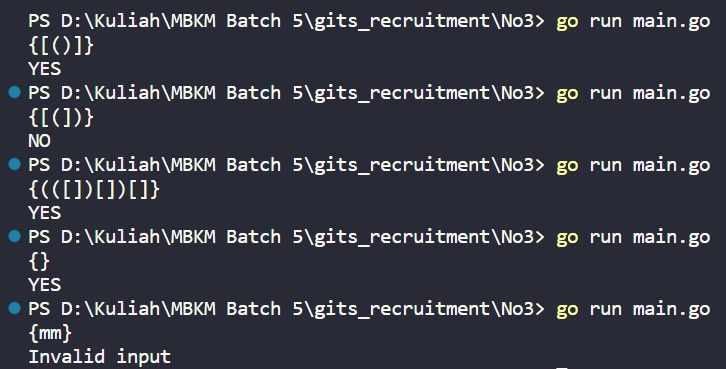 PS D:\Kuliah\MBKM Batch 5\gits_recruitment\No3> go run main.go
{[()]}
YES
PS D:\Kuliah\MBKM Batch 5\gits_recruitment\No3> go run main.go
{[(])}
NO
PS D:\Kuliah\MBKM Batch 5\gits_recruitment\No3> go run main.go
{(([])[])[]}
YES
PS D:\Kuliah\MBKM Batch 5\gits_recruitment\No3> go run main.go
{}
YES
PS D:\Kuliah\MBKM Batch 5\gits_recruitment\No3> go run main.go
{mm}
Invalid input